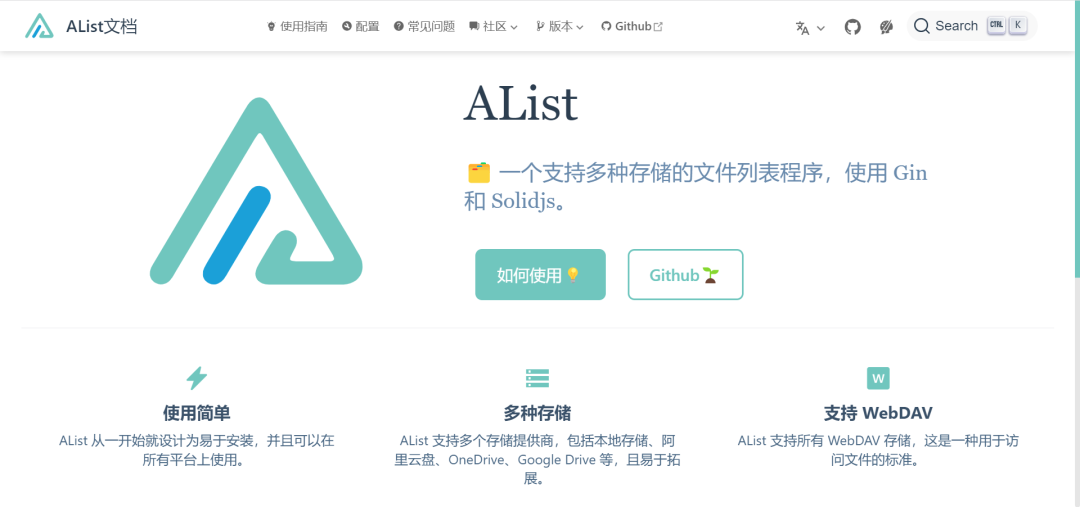 AList文档
使用指南 配置 常见问题 社区 版本 Github
Search CTRL K
AList
一个支持多种存储的文件列表程序，使用 Gin
和 Solidjs。
如何使用
Github
使用简单
AList 从一开始就设计为易于安装，并且可以在
所有平台上使用。
多种存储
AList 支持多个存储提供商，包括本地存储、阿
里云盘、OneDrive、Google Drive 等，且易于拓
展。
W
支持 WebDAV
AList 支持所有 WebDAV 存储，这是一种用于访
问文件的标准。